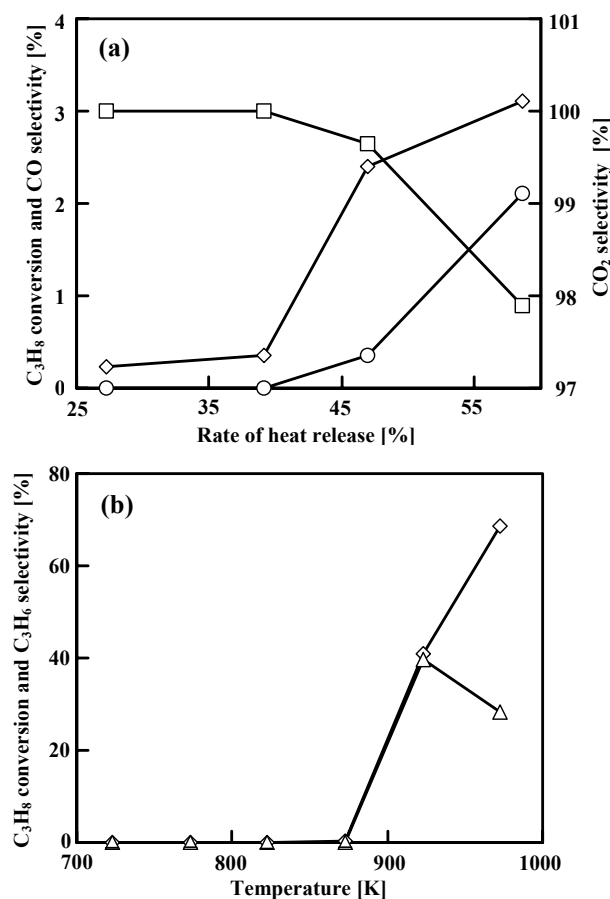 (a)
C₃H₈ conversion and CO selectivity [%]
4
3
2
1
0
101
100
99
98
97
CO₂ selectivity [%]
25 35 45 55
Rate of heat release [%]
(b)
C₃H₈ conversion and C₃H₆ selectivity [%]
80
60
40
20
0
700 800 900 1000
Temperature [K]